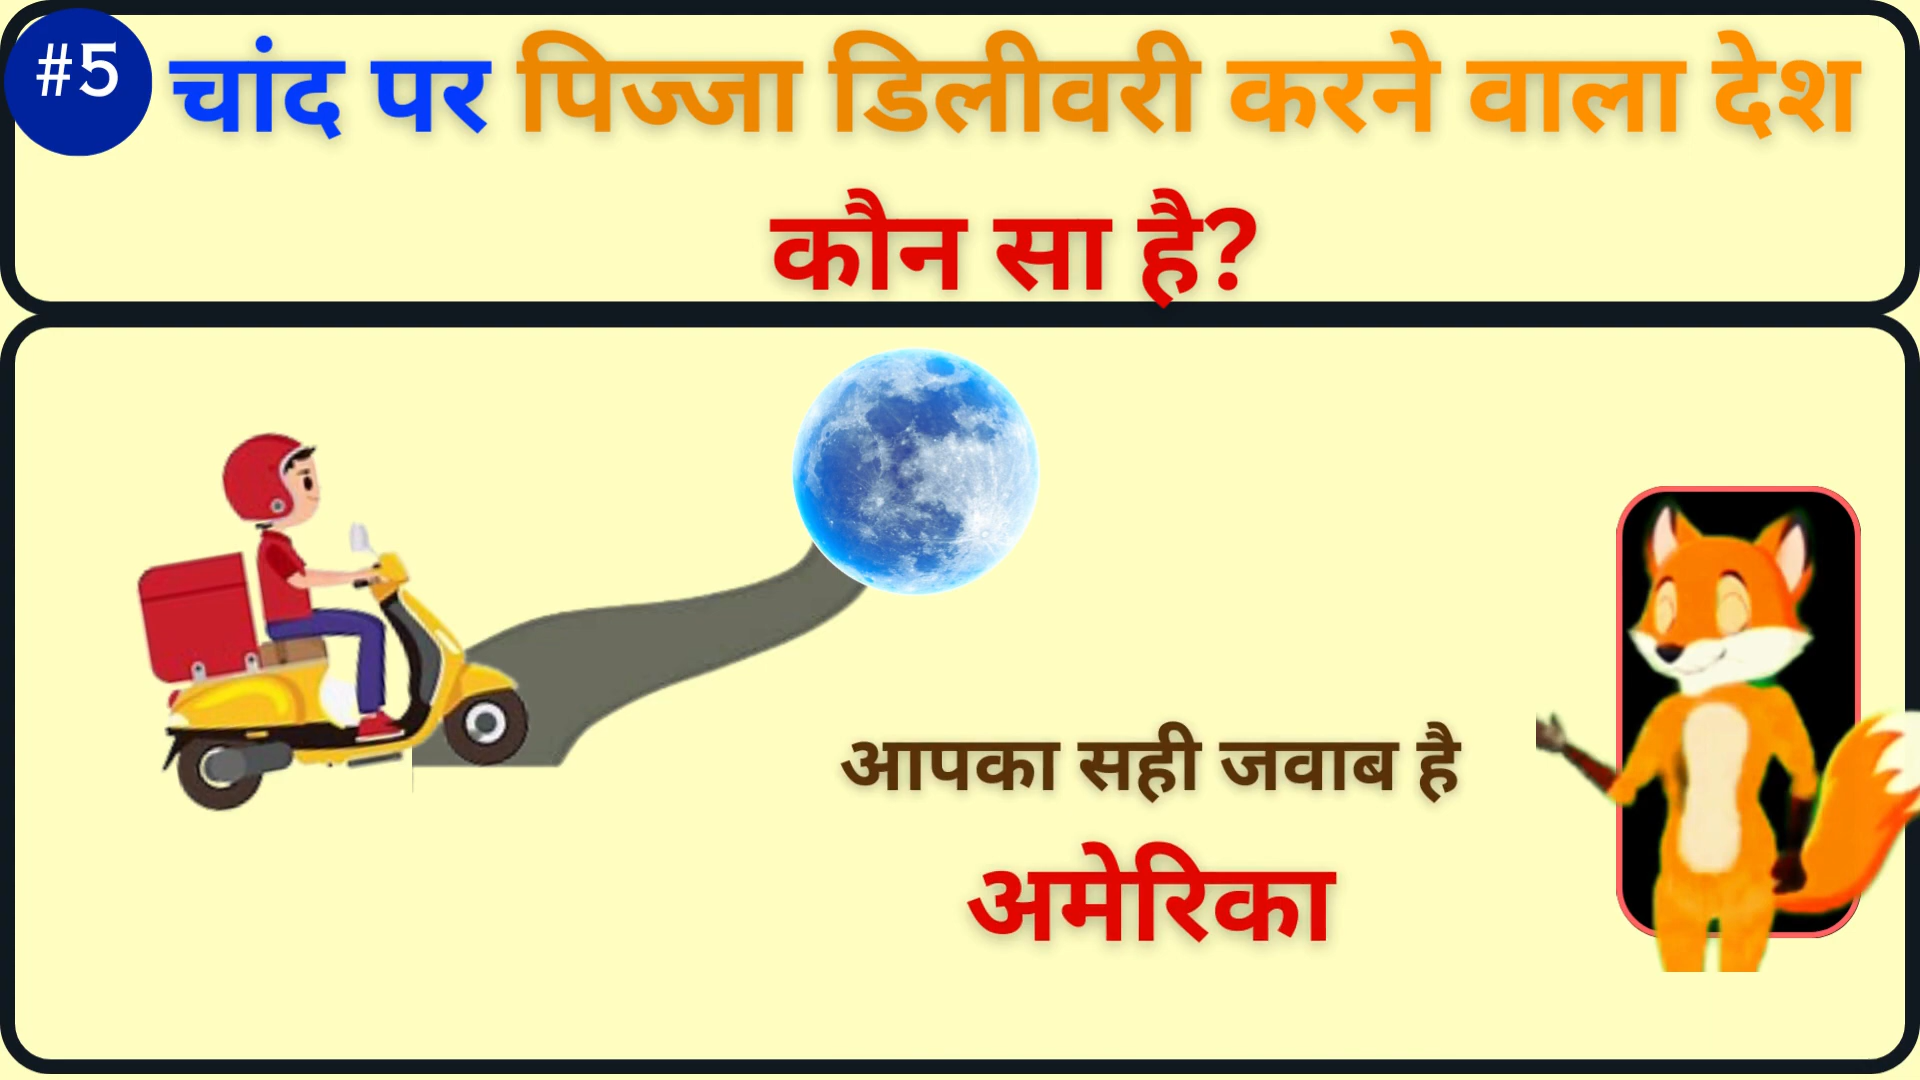 #5
चांद पर पिज्जा डिलीवरी करने वाला देश
कौन सा है?
आपका सही जवाब है
अमेरिका